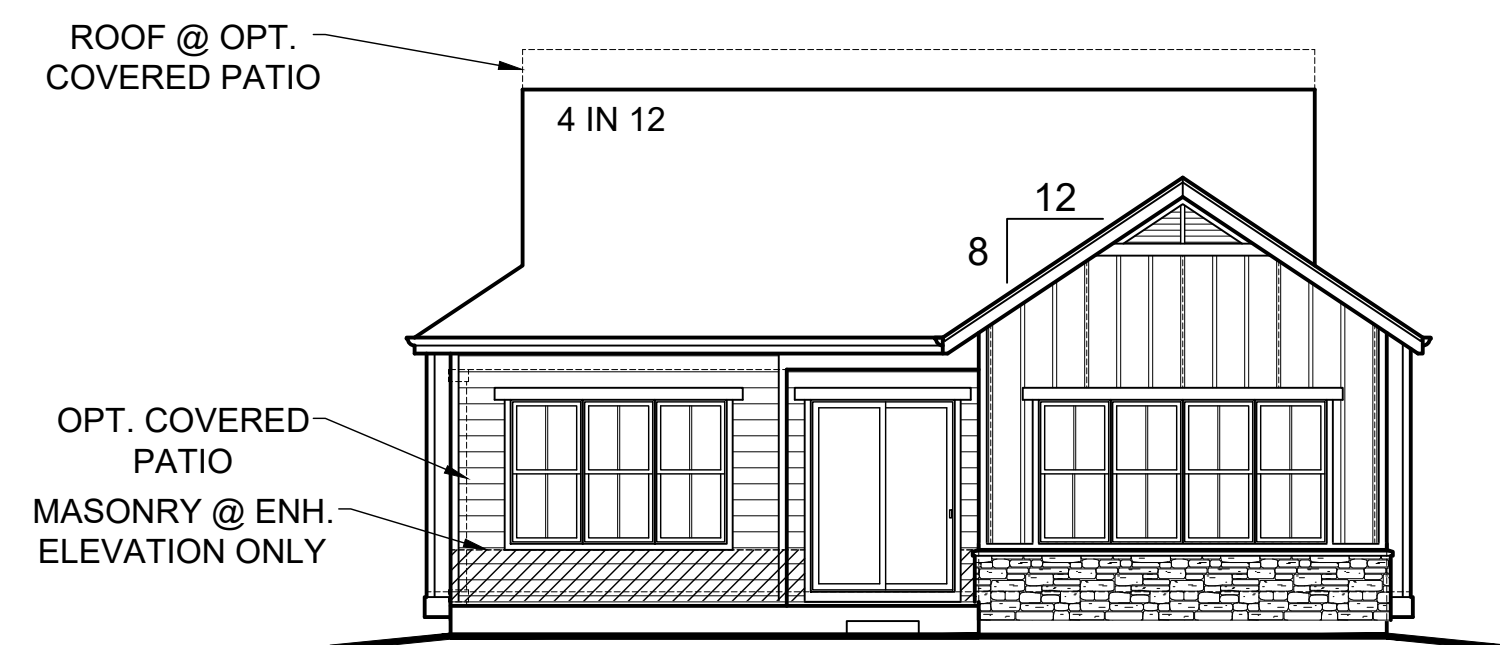 ROOF @ OPT.
COVERED PATIO
4 IN 12
12
8
OPT. COVERED
PATIO
MASONRY @ ENH.
ELEVATION ONLY